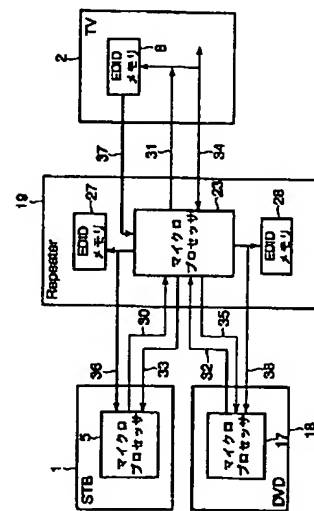 2
TV
EDID
メモリ
8
37
31
34
19
Repeater
EDID
メモリ
27
23
マイクロ
プロセッサ
EDID
メモリ
28
36
30
33
32
35
38
1
STB
5
マイクロ
プロセッサ
マイクロ
プロセッサ
17
DVD
18